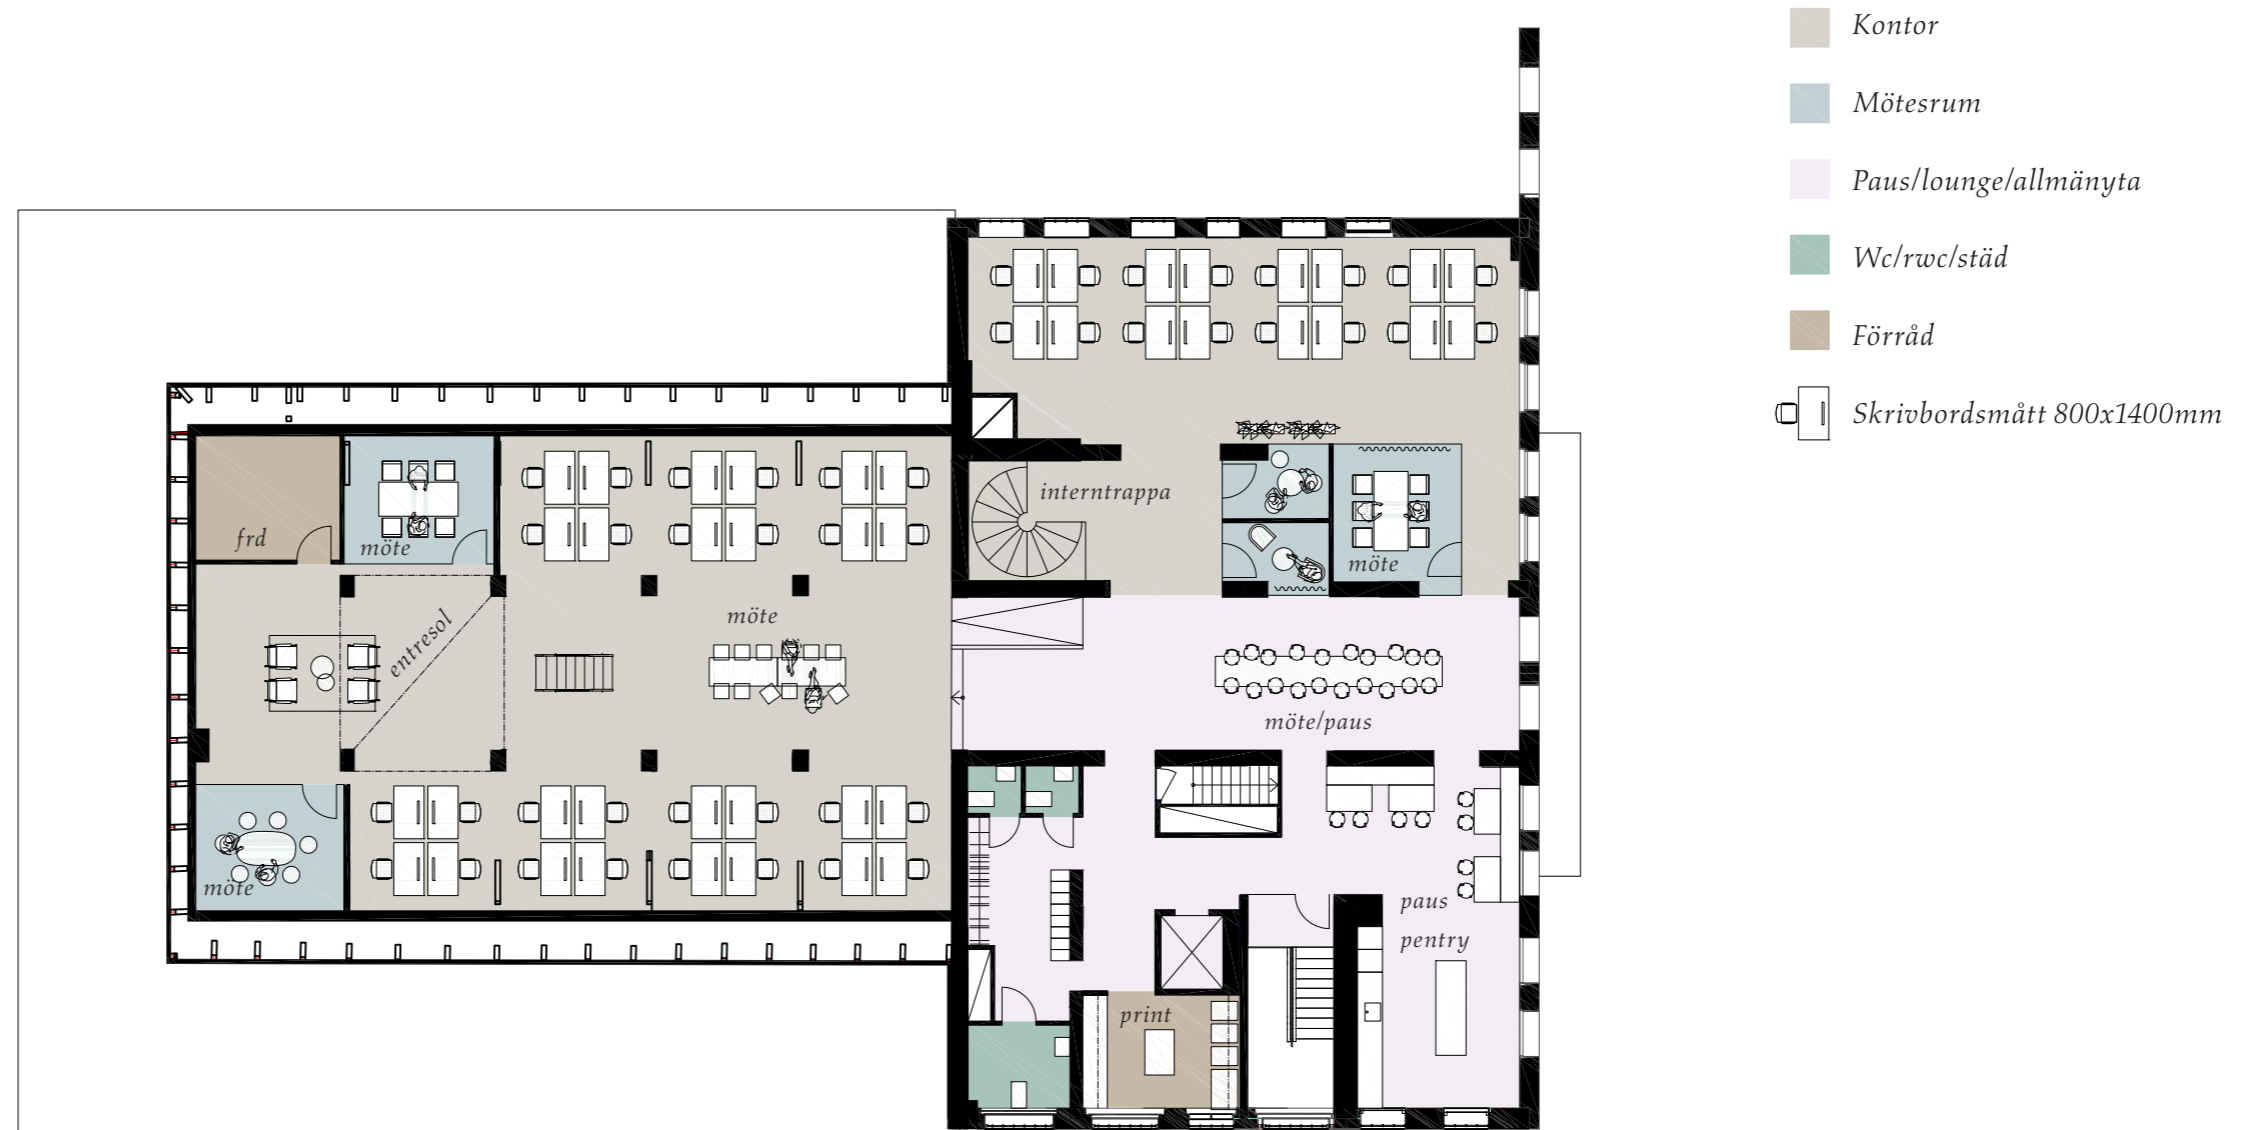 Kontor
Mötesrum
Paus/lounge/allmänyta
Wc/rwc/städ
Förråd
Skrivbordsmått 800x1400mm
interntrappa
frd
möte
möte
entresol
möte
möte/paus
möte
paus
pentry
print